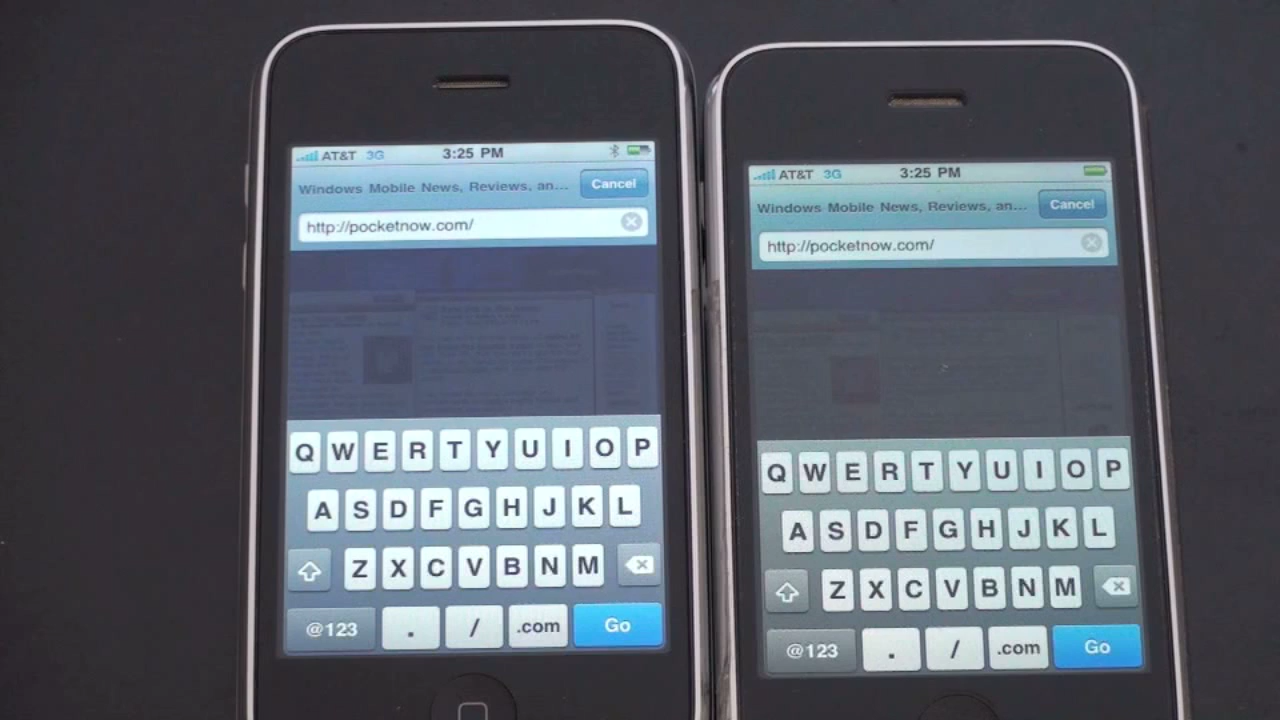 AT&T 3G 3:25 PM
Windows Mobile News, Reviews, an... Cancel
http://pocketnow.com/
Q W E R T Y U I O P
A S D F G H J K L
Z X C V B N M
@123 . / .com Go
AT&T 3G 3:25 PM
Windows Mobile News, Reviews, an... Cancel
http://pocketnow.com/
Q W E R T Y U I O P
A S D F G H J K L
Z X C V B N M
@123 . / .com Go